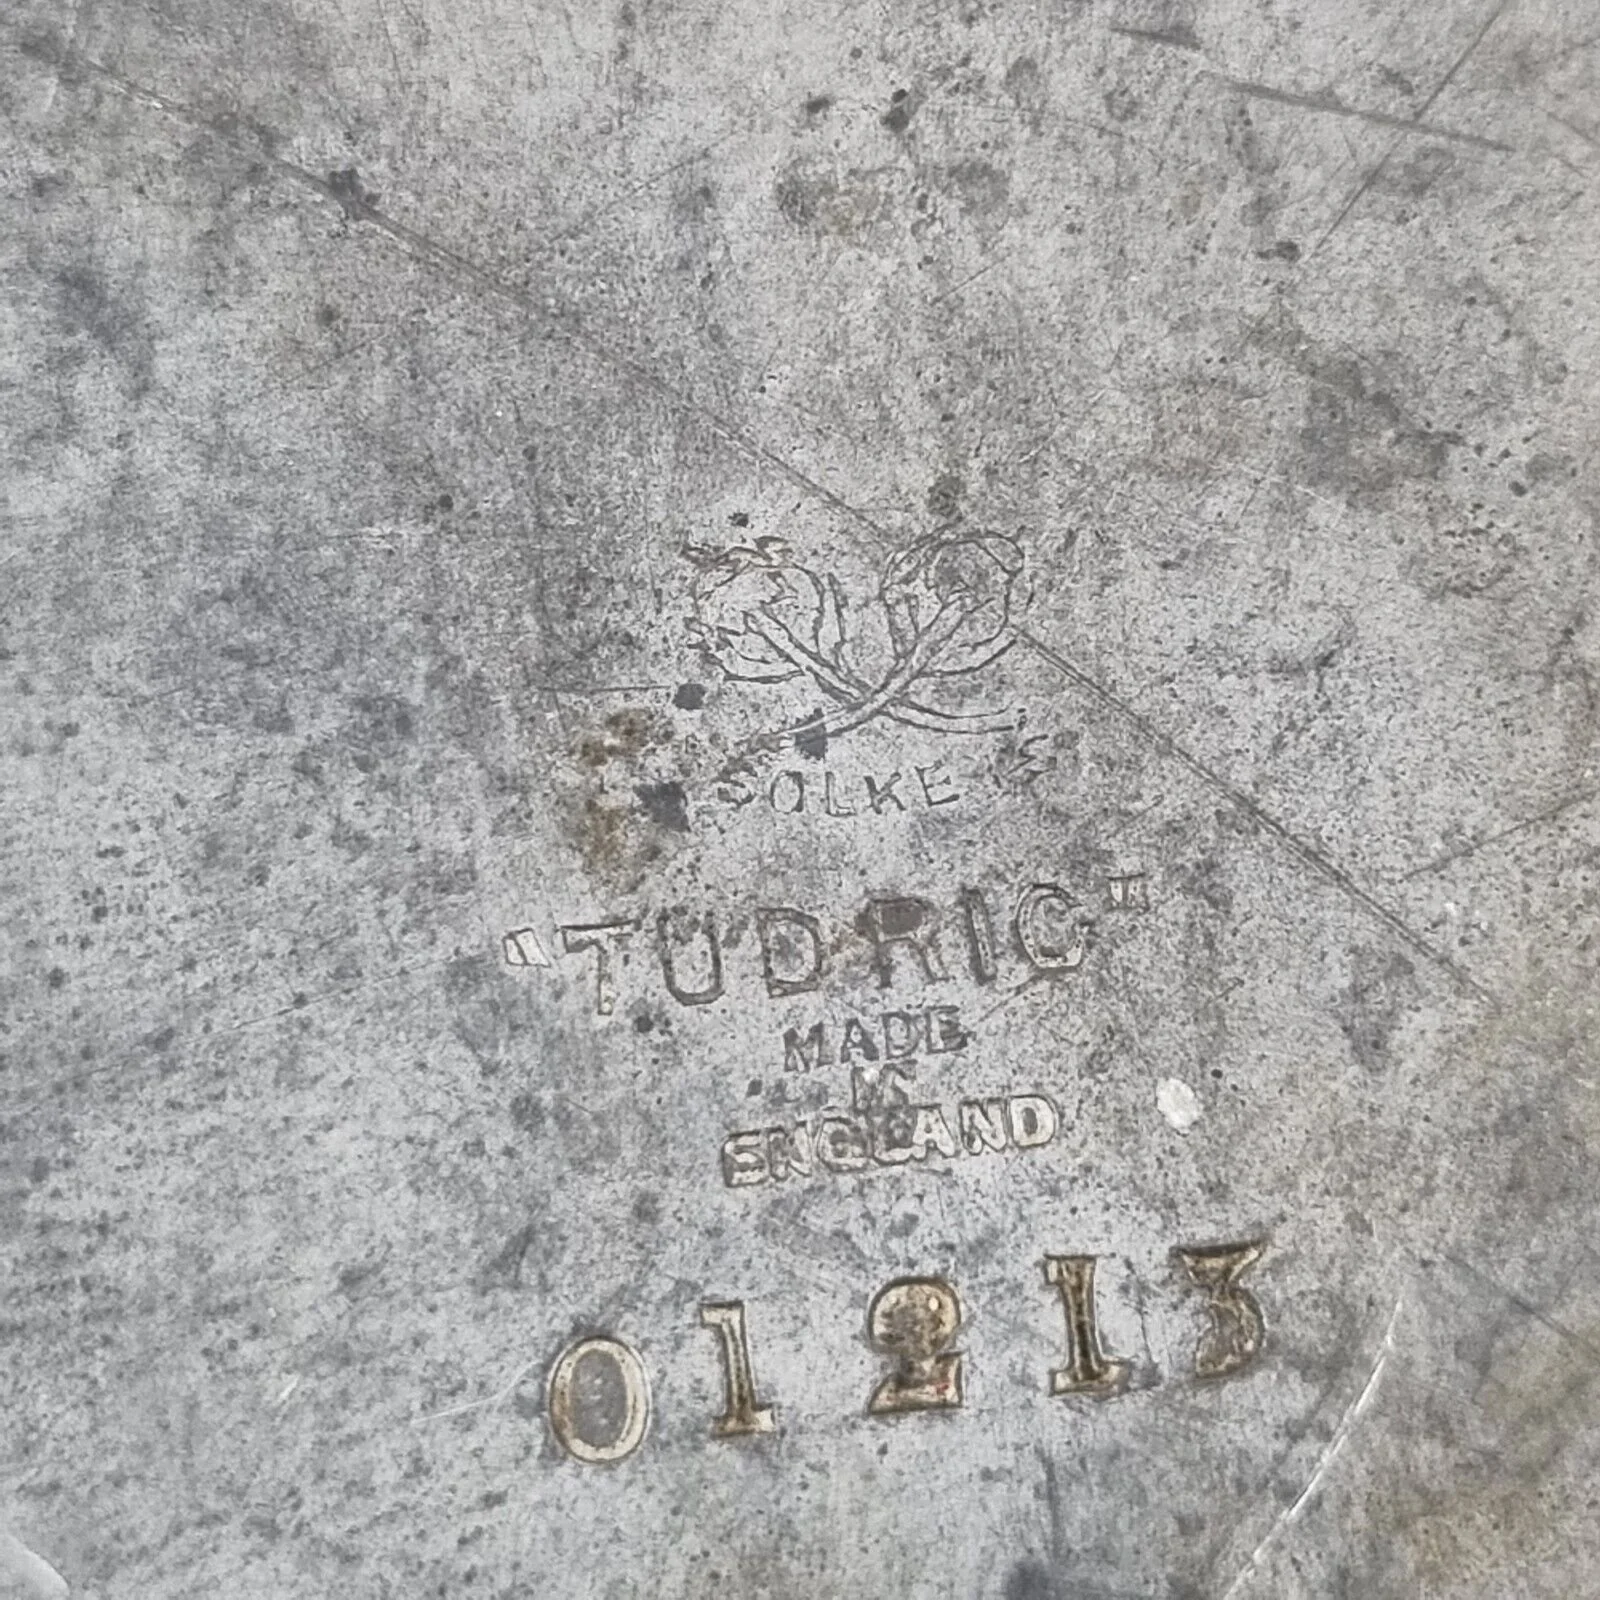 SOLKE
"TUDRIC"
MADE
IN
ENGLAND
01213